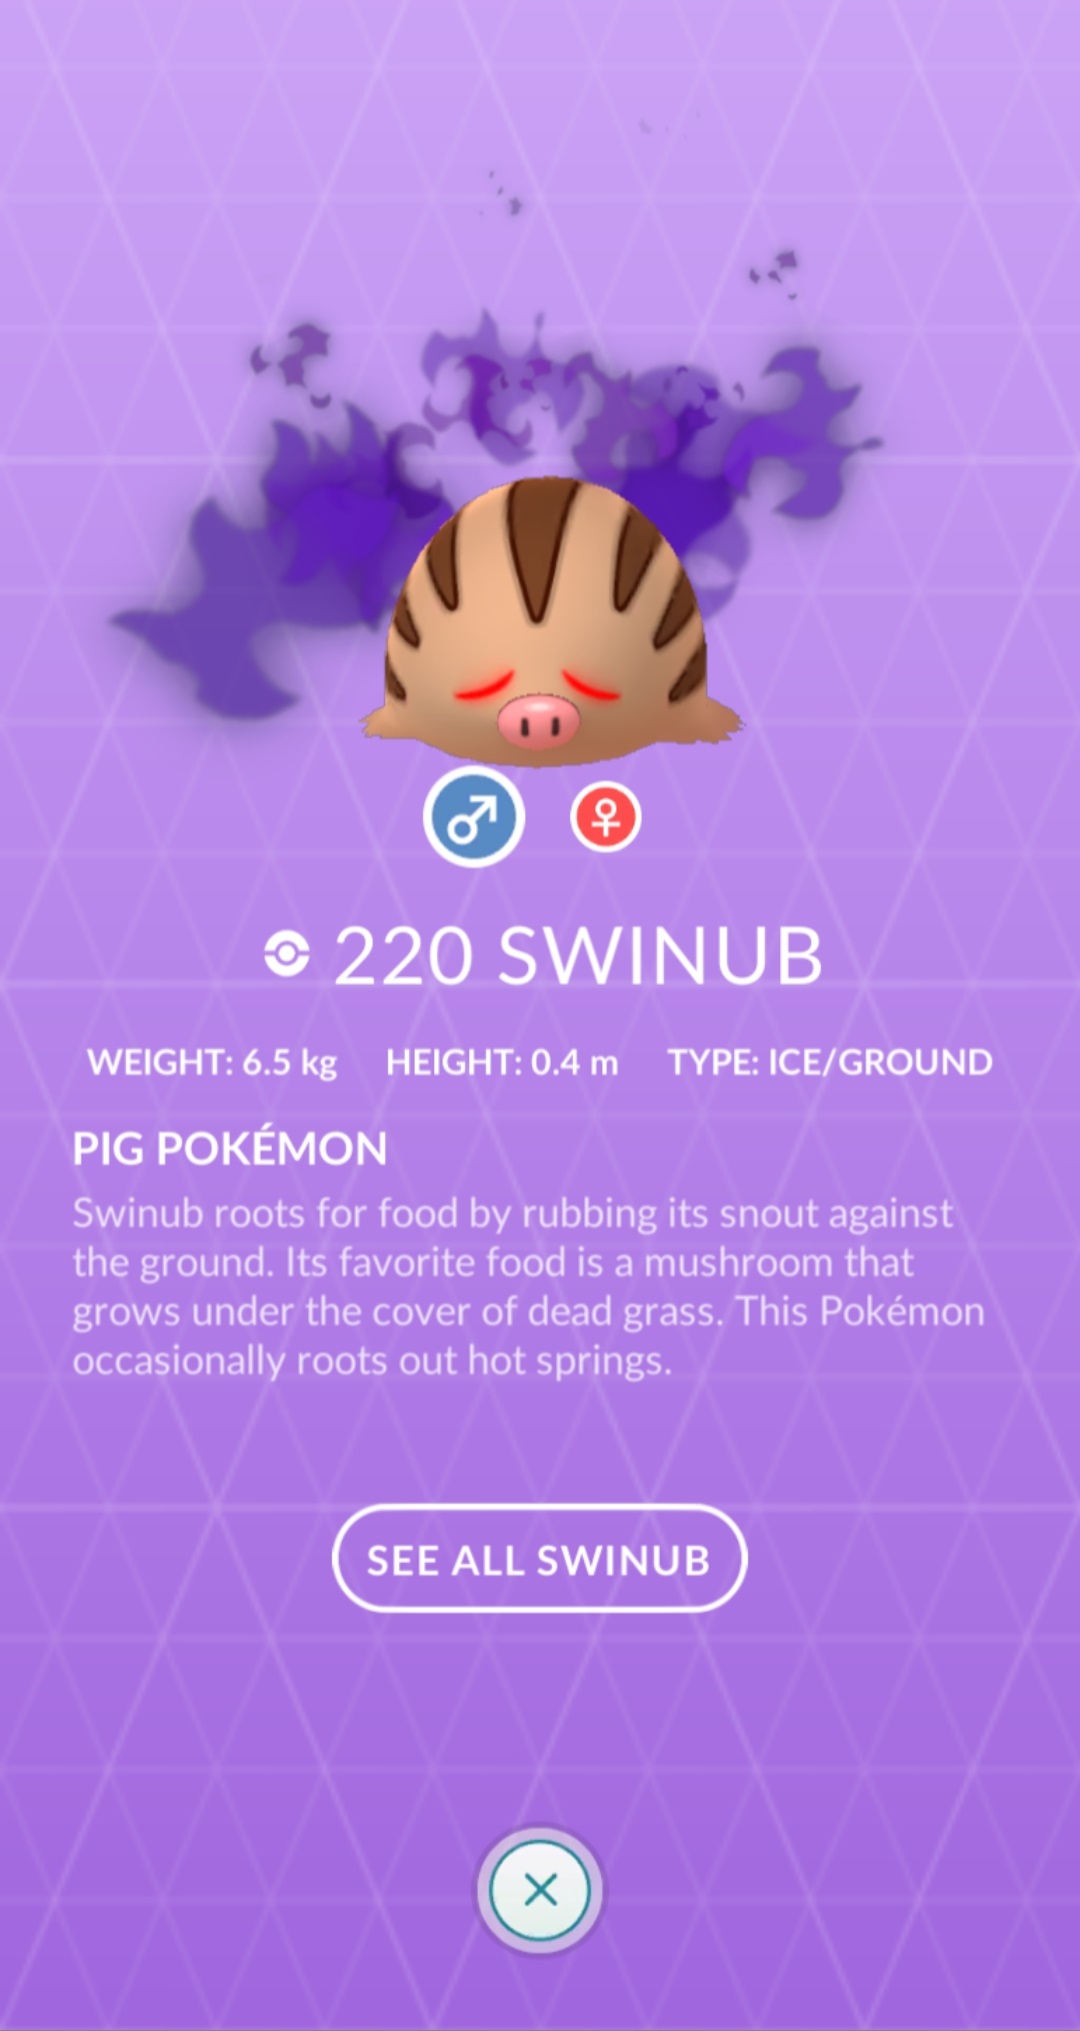 220 SWINUB
WEIGHT: 6.5 kg HEIGHT: 0.4 m TYPE: ICE/GROUND
PIG POKÉMON
Swinub roots for food by rubbing its snout against
the ground. Its favorite food is a mushroom that
grows under the cover of dead grass. This Pokémon
occasionally roots out hot springs.
SEE ALL SWINUB